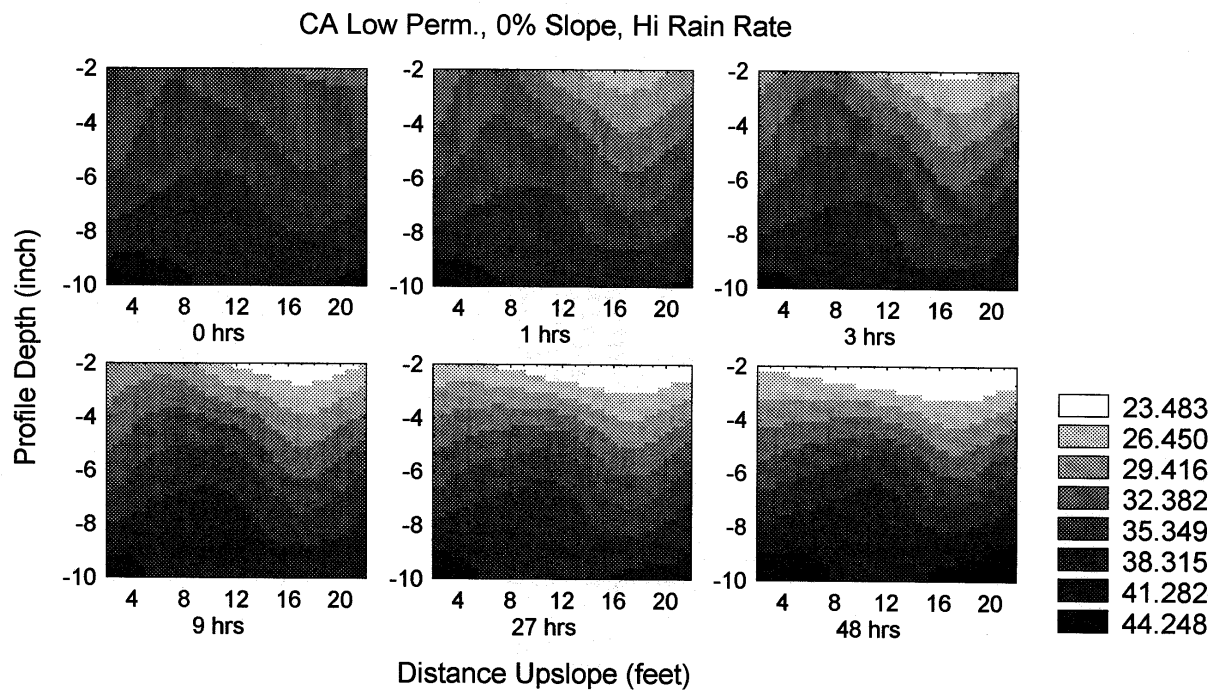 CA Low Perm., 0% Slope, Hi Rain Rate
Profile Depth (inch)
-2
-4
-6
-8
-10
4 8 12 16 20
0 hrs
-2
-4
-6
-8
-10
4 8 12 16 20
1 hrs
-2
-4
-6
-8
-10
4 8 12 16 20
3 hrs
-2
-4
-6
-8
-10
4 8 12 16 20
9 hrs
-2
-4
-6
-8
-10
4 8 12 16 20
27 hrs
-2
-4
-6
-8
-10
4 8 12 16 20
48 hrs
23.483
26.450
29.416
32.382
35.349
38.315
41.282
44.248
Distance Upslope (feet)